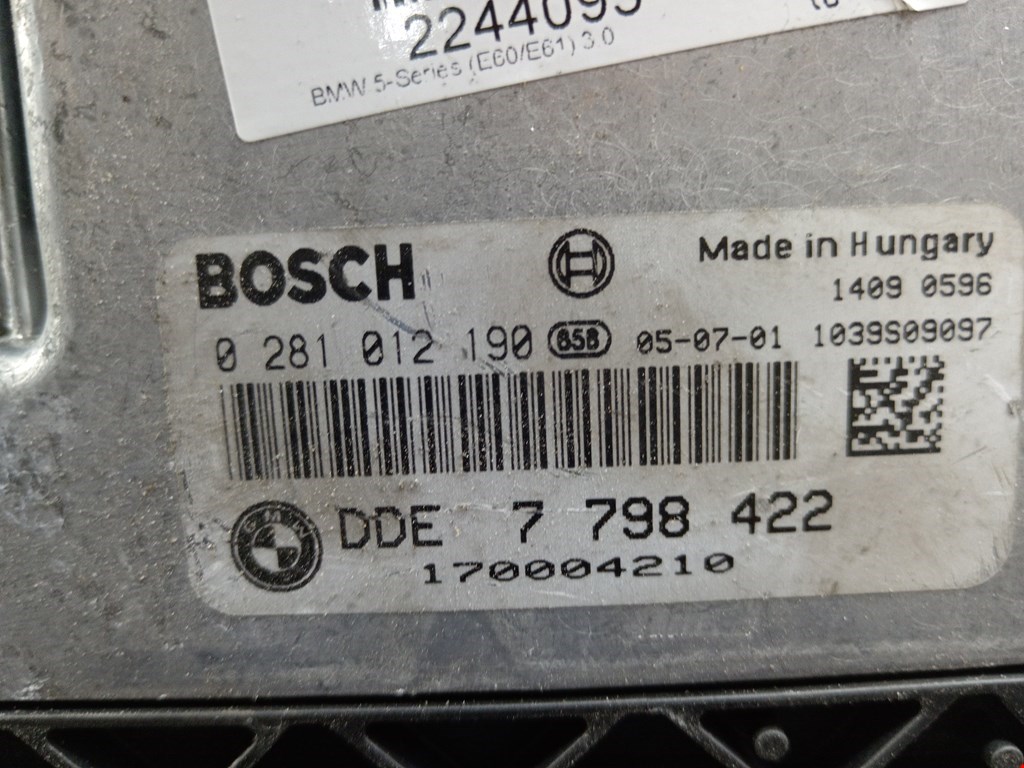 2244095
BMW 5-Series (E60/E61) 3.0
BOSCH
Made in Hungary
1409 0596
0 281 012 190 858 05-07-01 1039S09097
BMW
DDE 7 798 422
170004210